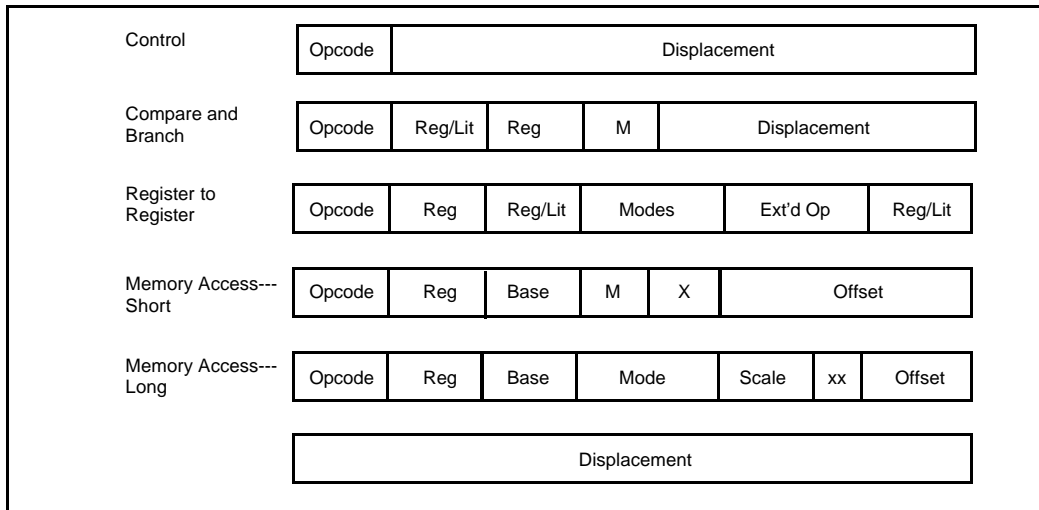 Control
Opcode Displacement
Compare and
Branch
Opcode Reg/Lit Reg M Displacement
Register to
Register
Opcode Reg Reg/Lit Modes Ext'd Op Reg/Lit
Memory Access---
Short
Opcode Reg Base M X Offset
Memory Access---
Long
Opcode Reg Base Mode Scale xx Offset
Displacement